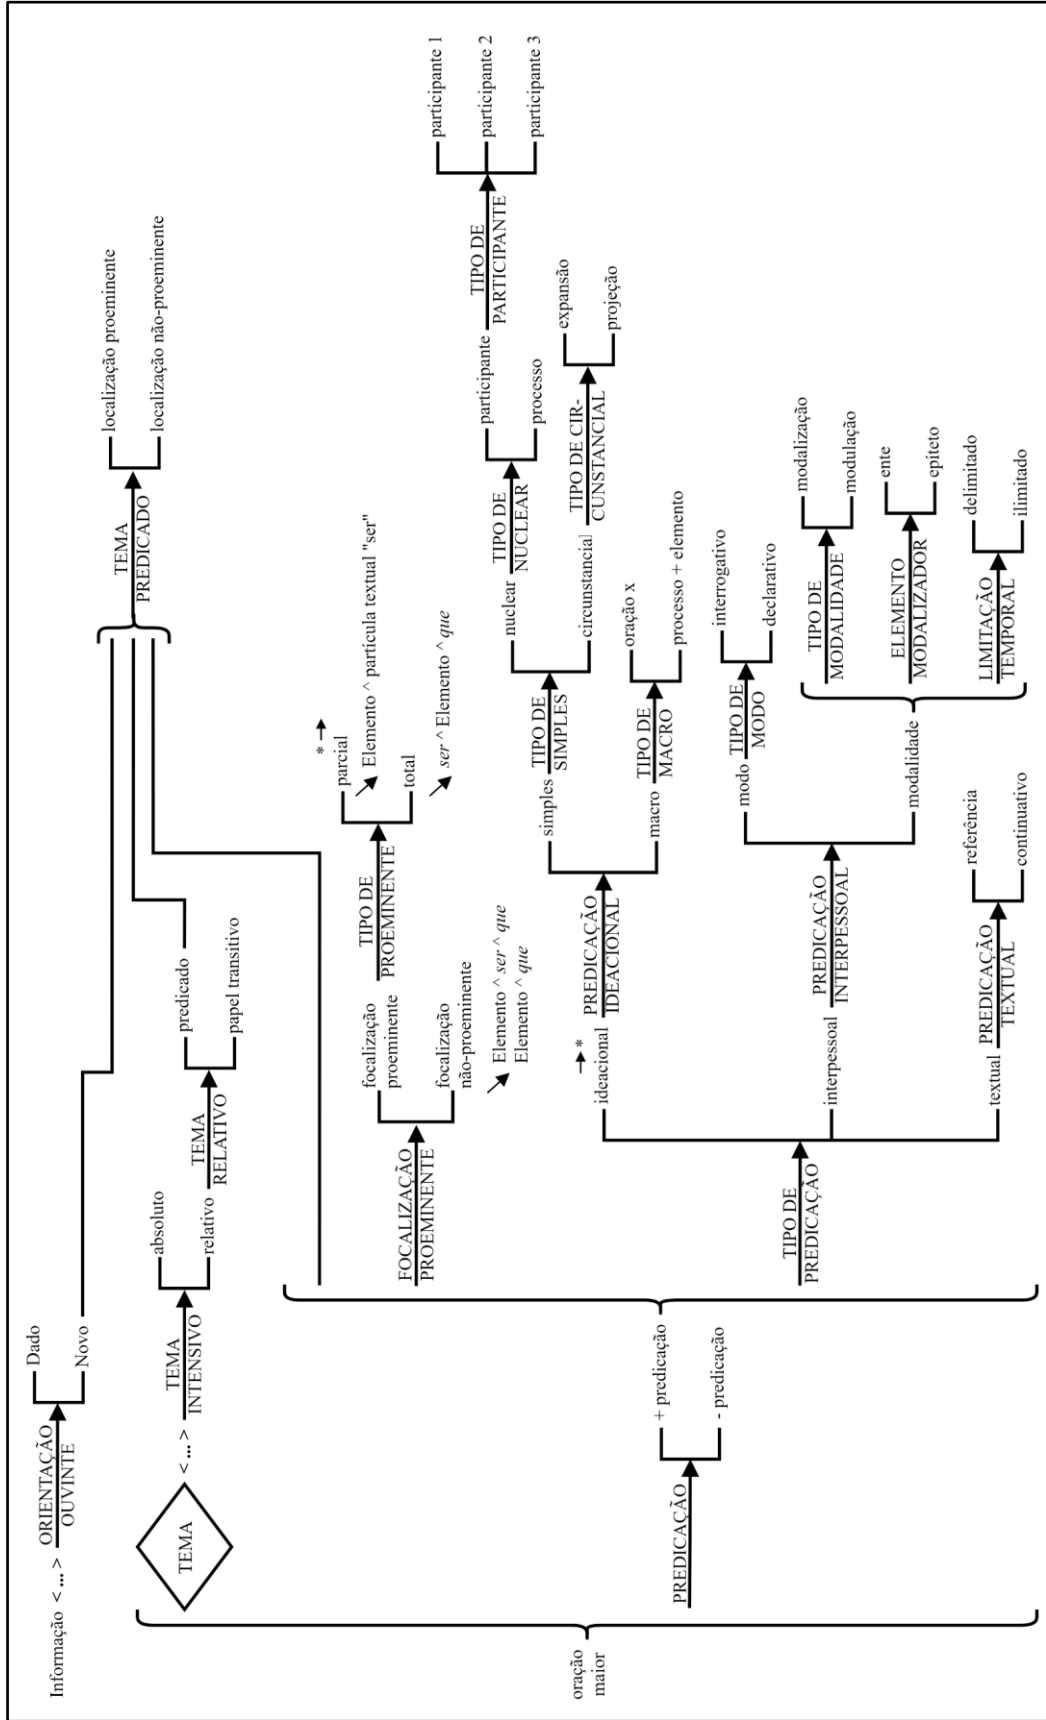 Informação < ... >
ORIENTAÇÃO
OUVINTE
Dado
Novo
TEMA
< ... >
TEMA
INTENSIVO
absoluto
relativo
TEMA
RELATIVO
predicado
papel transitivo
TEMA
PREDICADO
localização proeminente
localização não-proeminente
oração
maior
PREDICAÇÃO
+ predicação
- predicação
FOCALIZAÇÃO
PROEMINENTE
focalização
proeminente
focalização
não-proeminente
Elemento ^ ser ^ que
Elemento ^ que
TIPO DE
PROEMINENTE
*
parcial
Elemento ^ partícula textual "ser"
total
ser ^ Elemento ^ que
TIPO DE
PREDICAÇÃO
*
ideacional
interpessoal
textual
PREDICAÇÃO
IDEACIONAL
simples
macro
TIPO DE
SIMPLES
nuclear
circunstancial
TIPO DE
NUCLEAR
participante
processo
TIPO DE
PARTICIPANTE
participante 1
participante 2
participante 3
TIPO DE CIR-
CUNSTANCIAL
expansão
projeção
TIPO DE
MACRO
oração x
processo + elemento
PREDICAÇÃO
INTERPESSOAL
modo
modalidade
TIPO DE
MODO
interrogativo
declarativo
TIPO DE
MODALIDADE
modalização
modulação
ELEMENTO
MODALIZADOR
ente
epíteto
LIMITAÇÃO
TEMPORAL
delimitado
ilimitado
PREDICAÇÃO
TEXTUAL
referência
continuativo